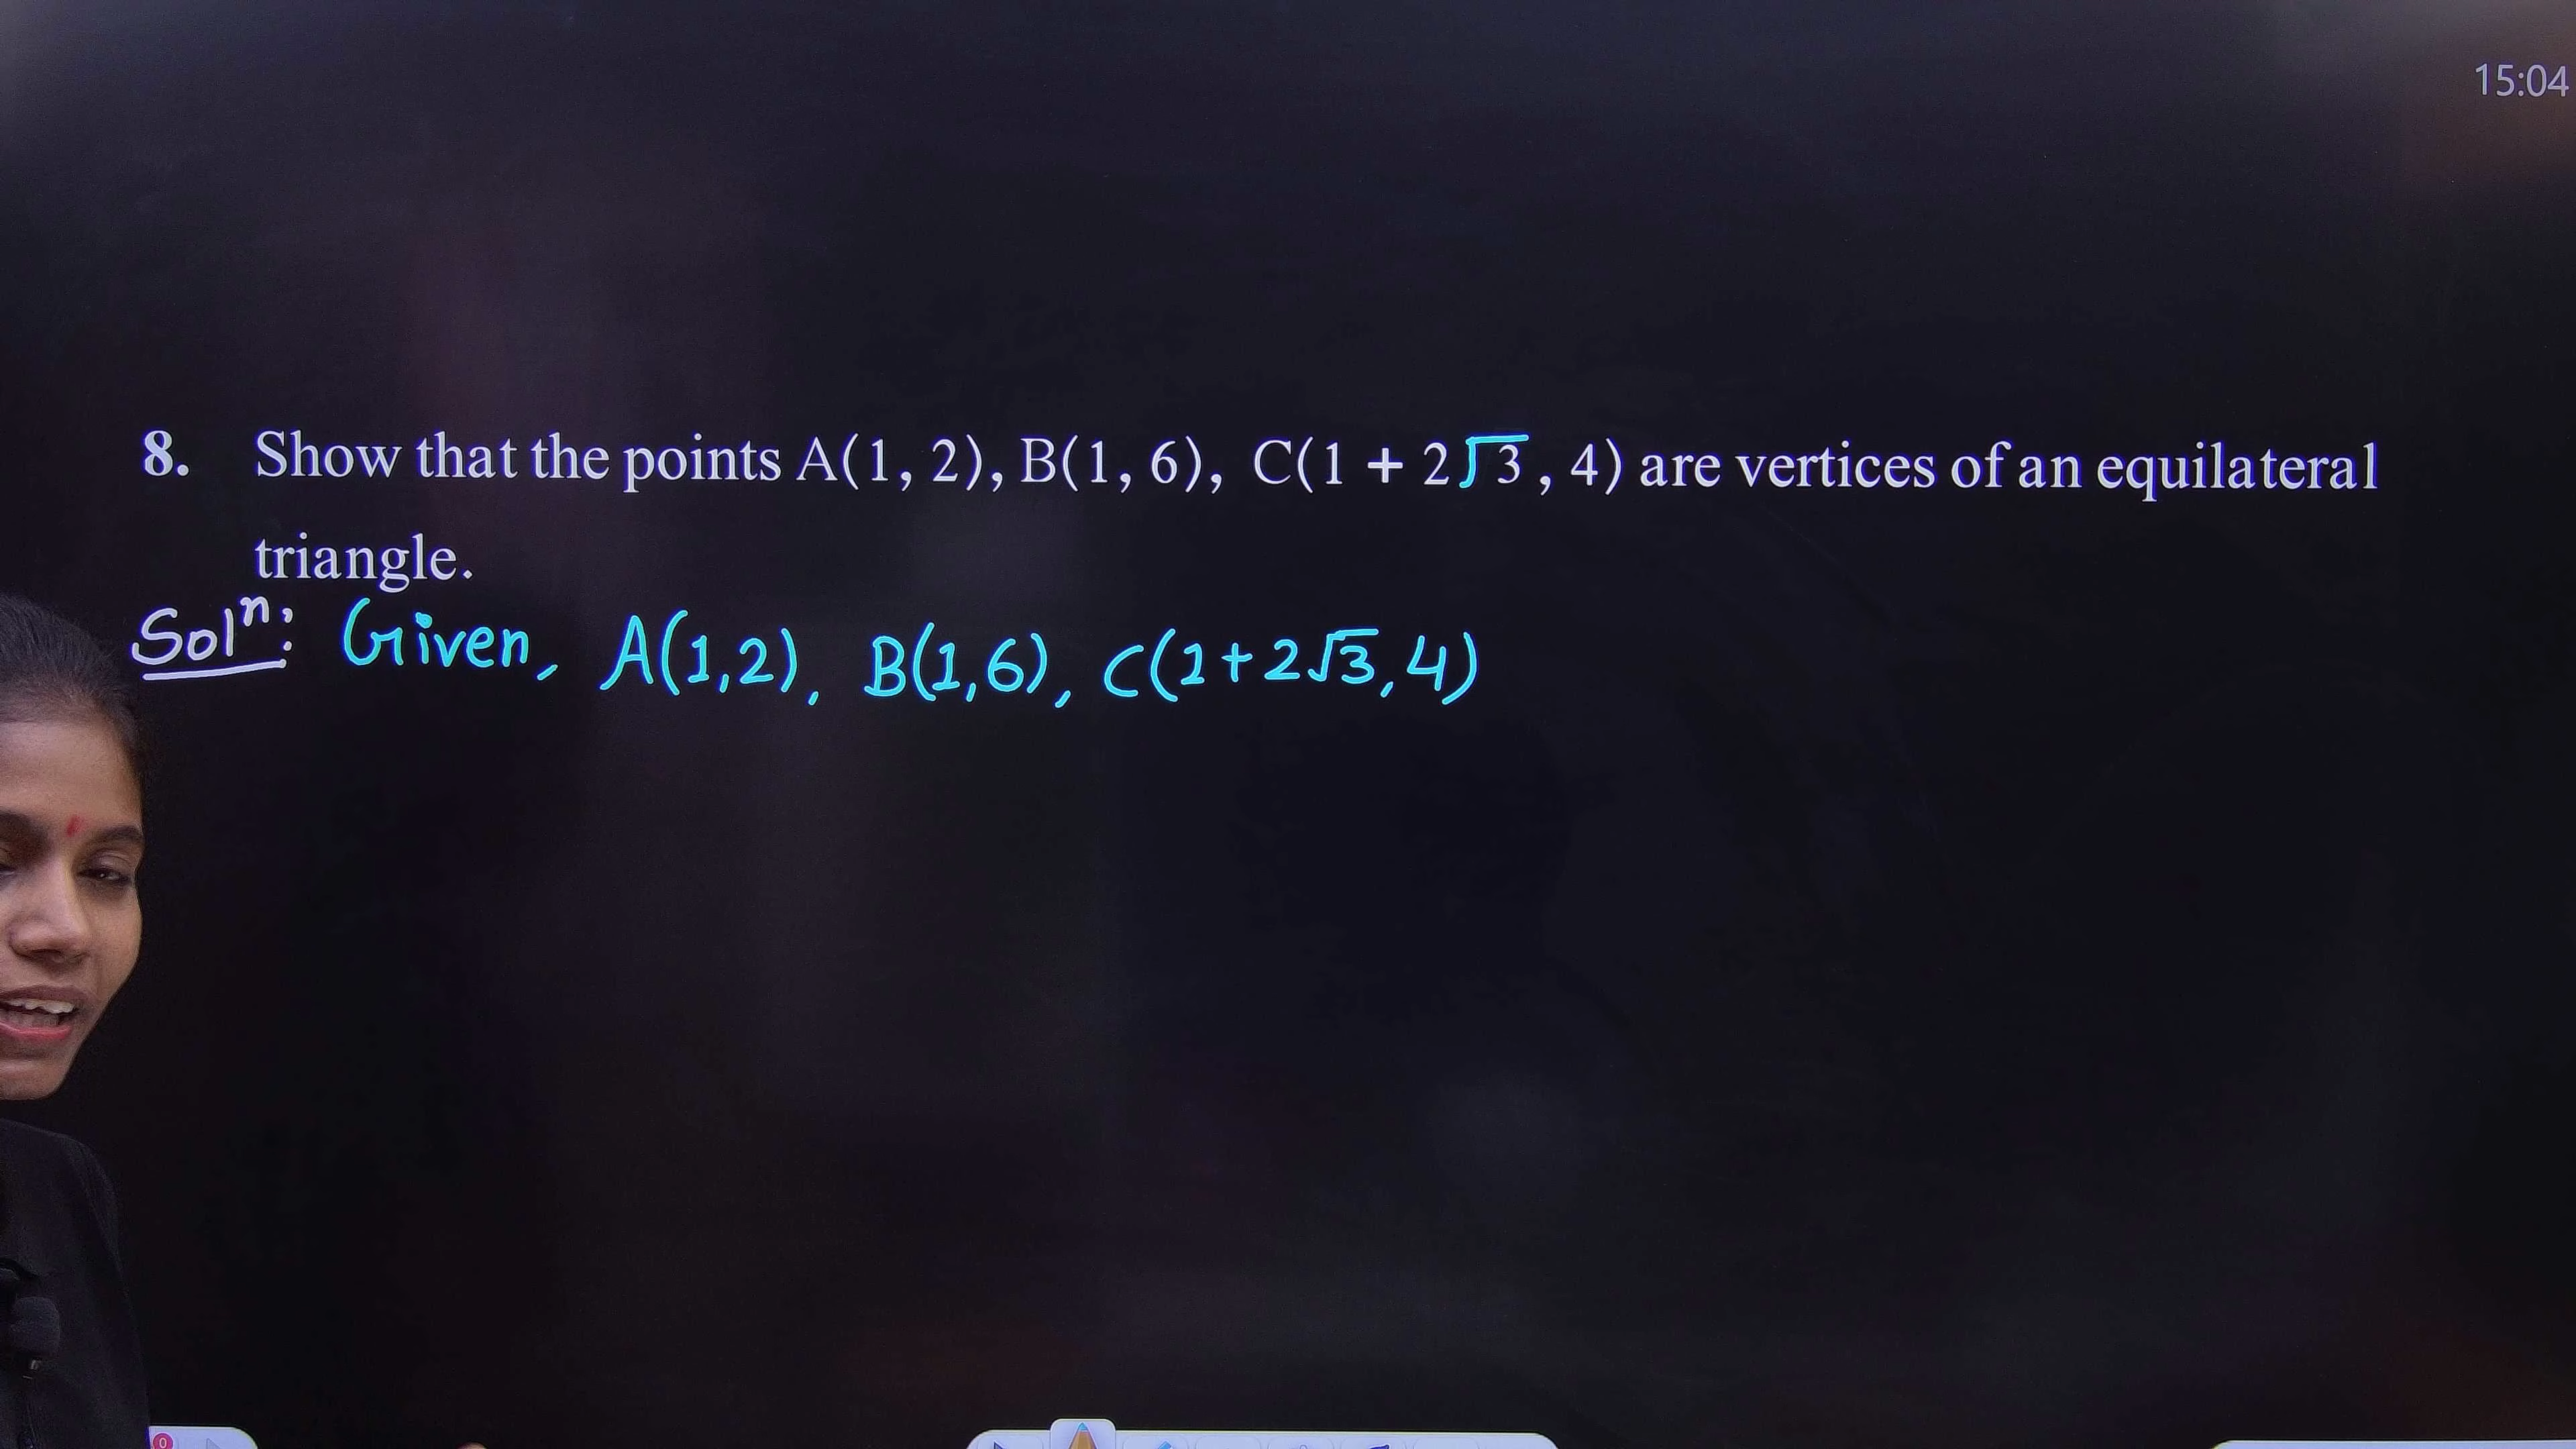 15:04
8. Show that the points A(1, 2), B(1, 6), C(1 + 2√3, 4) are vertices of an equilateral
triangle.
Solⁿ: Given, A(1,2), B(1,6), C(1+2√3,4)
0